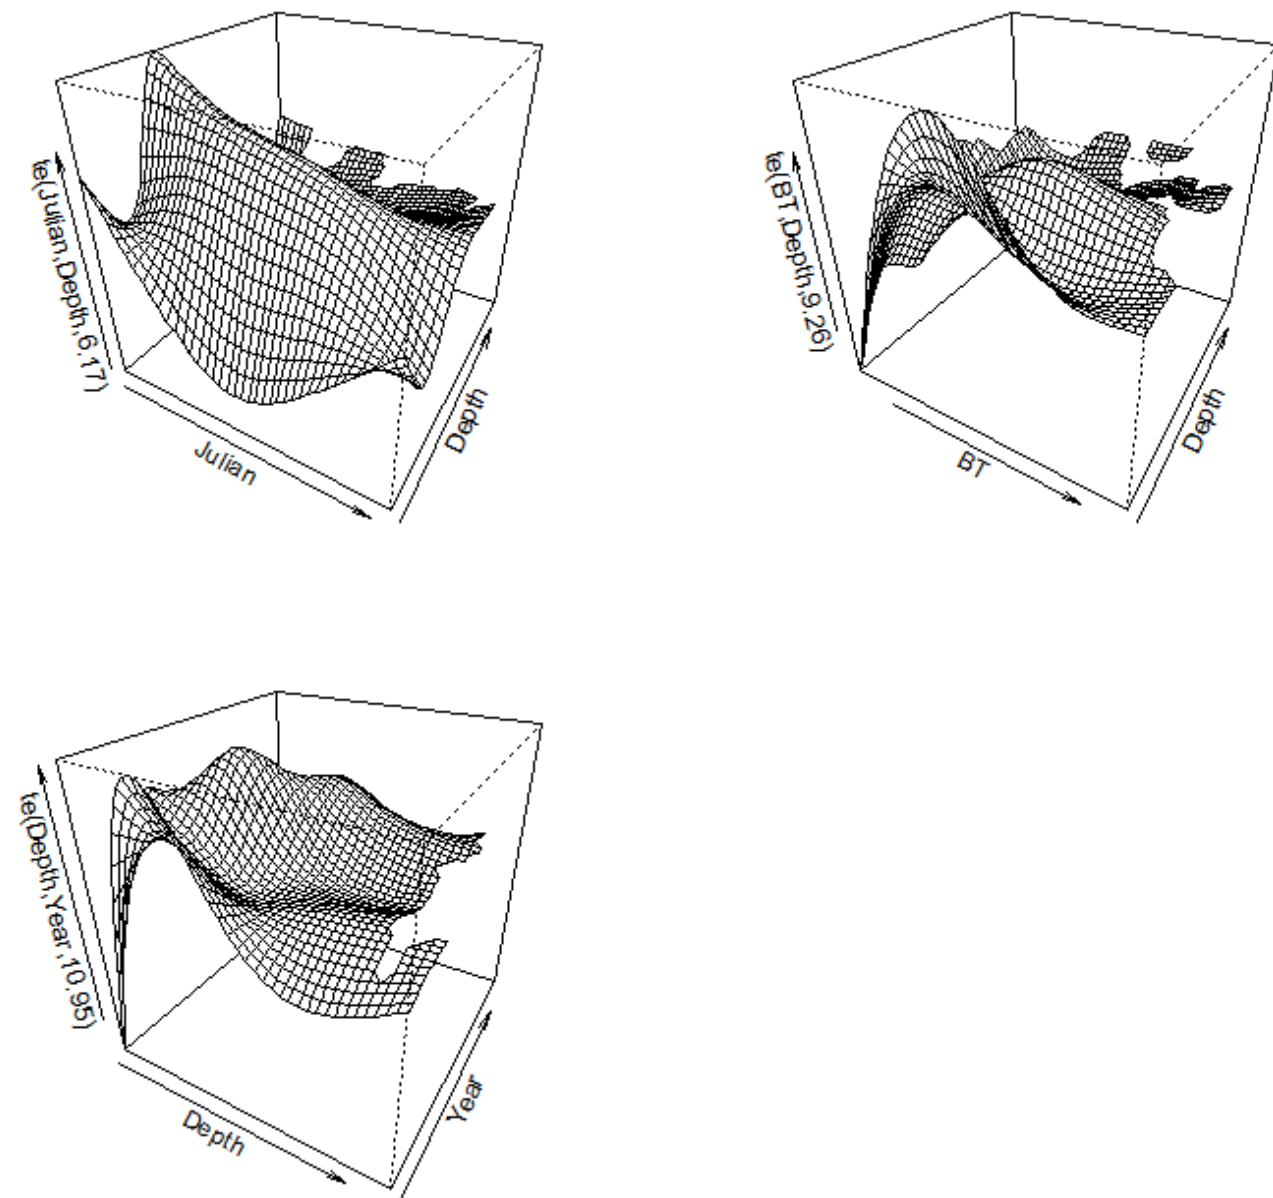 te(Julian,Depth,6.17)
Julian
Depth
te(BT,Depth,9.26)
BT
Depth
te(Depth,Year,10.95)
Depth
Year